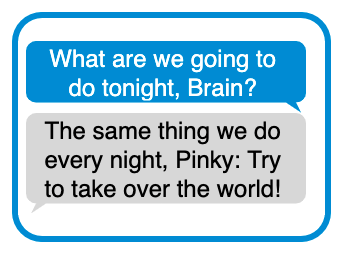 What are we going to
do tonight, Brain?
The same thing we do
every night, Pinky: Try
to take over the world!